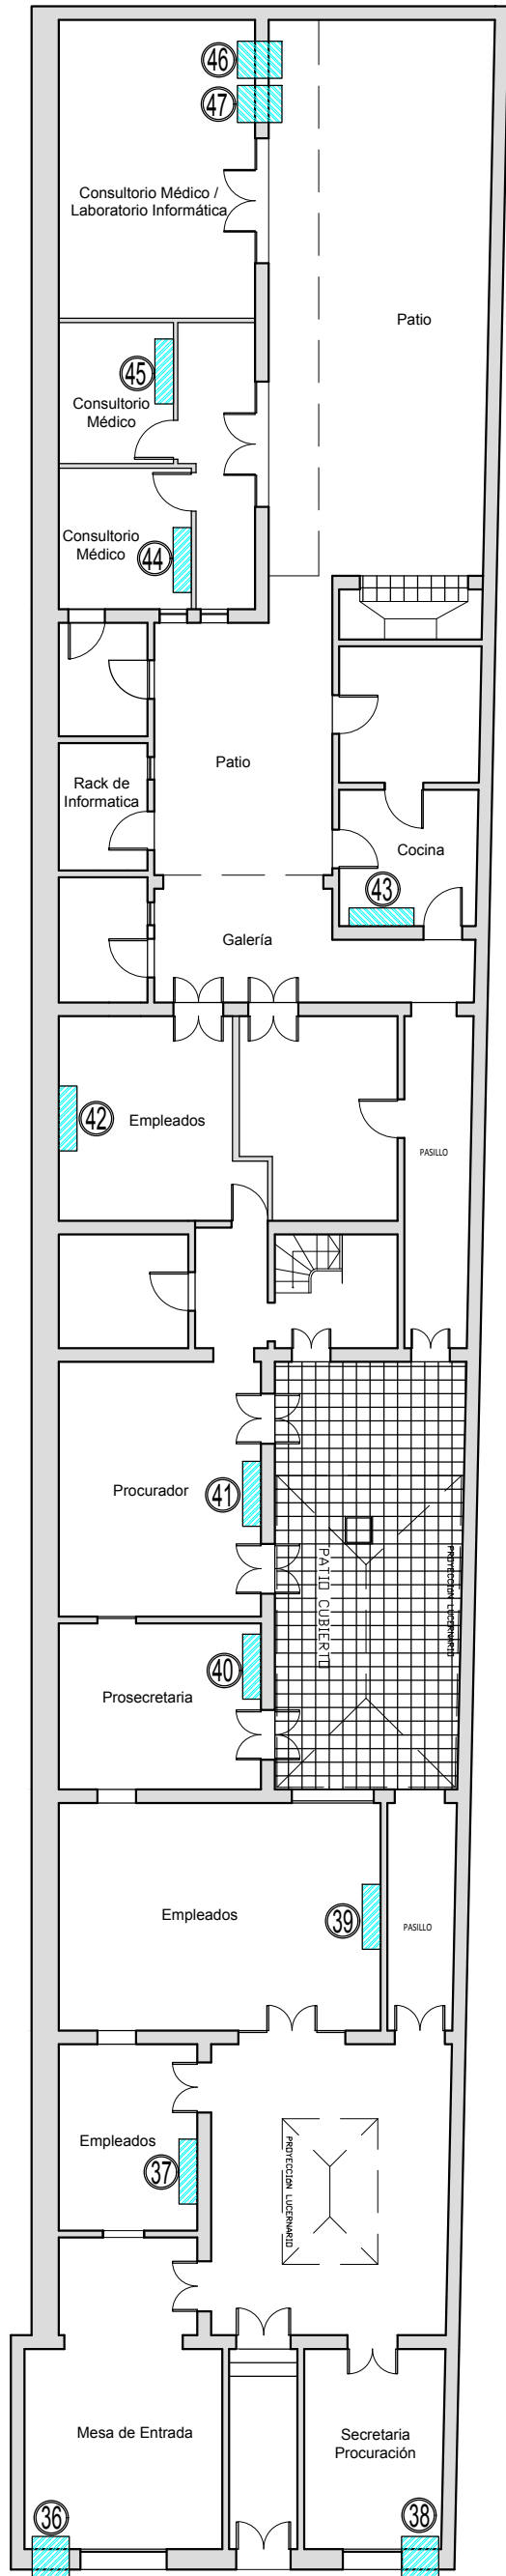 46
47
Consultorio Médico /
Laboratorio Informática
Patio
45
Consultorio
Médico
Consultorio
Médico
44
Patio
Rack de
Informatica
Cocina
43
Galería
42
Empleados
PASILLO
Procurador
41
PATIO CUBIERTO
PROYECCION LUCERNARIO
40
Prosecretaria
Empleados
39
PASILLO
Empleados
37
PROYECCION LUCERNARIO
Mesa de Entrada
Secretaria
Procuración
36
38